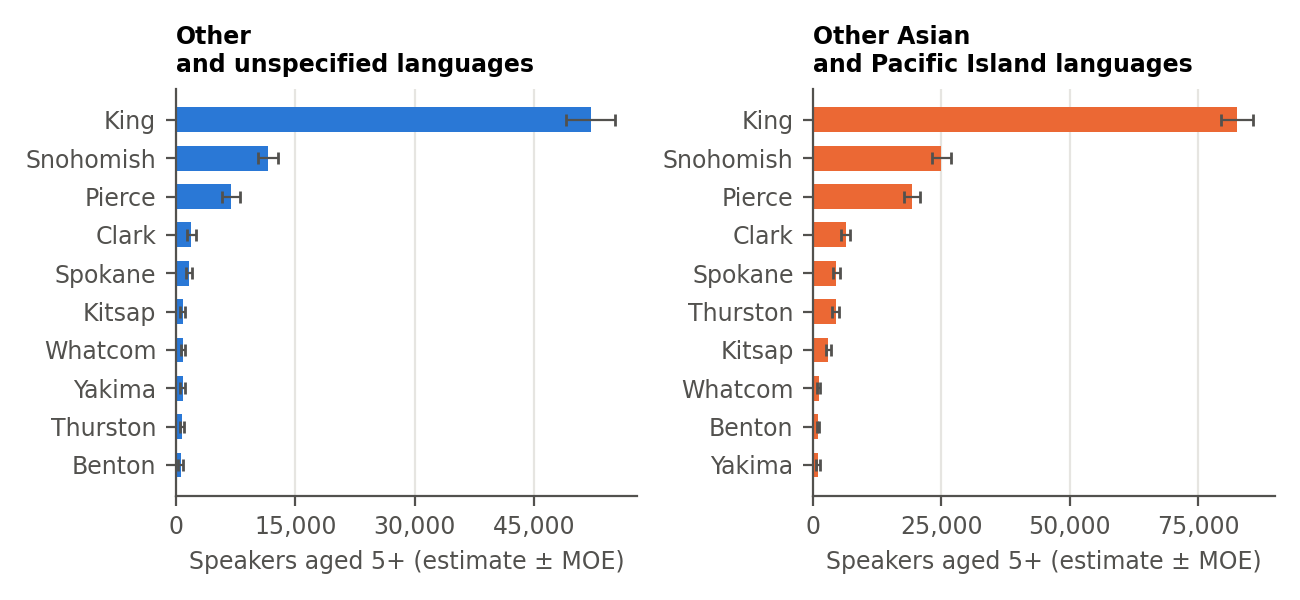 Other
and unspecified languages
King
Snohomish
Pierce
Clark
Spokane
Kitsap
Whatcom
Yakima
Thurston
Benton
0 15,000 30,000 45,000
Speakers aged 5+ (estimate ± MOE)
Other Asian
and Pacific Island languages
King
Snohomish
Pierce
Clark
Spokane
Thurston
Kitsap
Whatcom
Benton
Yakima
0 25,000 50,000 75,000
Speakers aged 5+ (estimate ± MOE)